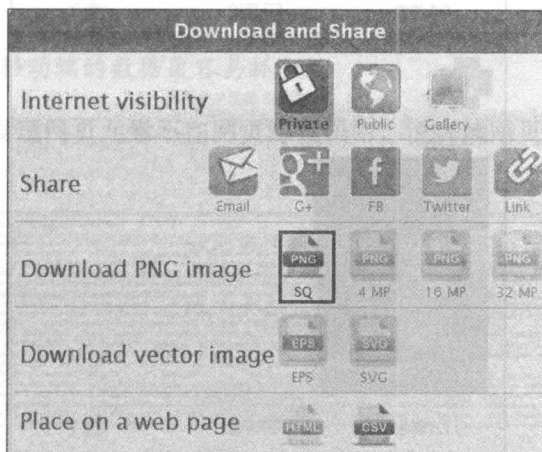 Download and Share
Internet visibility
Private Public Gallery
Share
Email G+ FB Twitter Link
Download PNG image
PNG PNG PNG PNG
SQ 4 MP 16 MP 32 MP
Download vector image
EPS SVG
EPS SVG
Place on a web page
HTML CSV